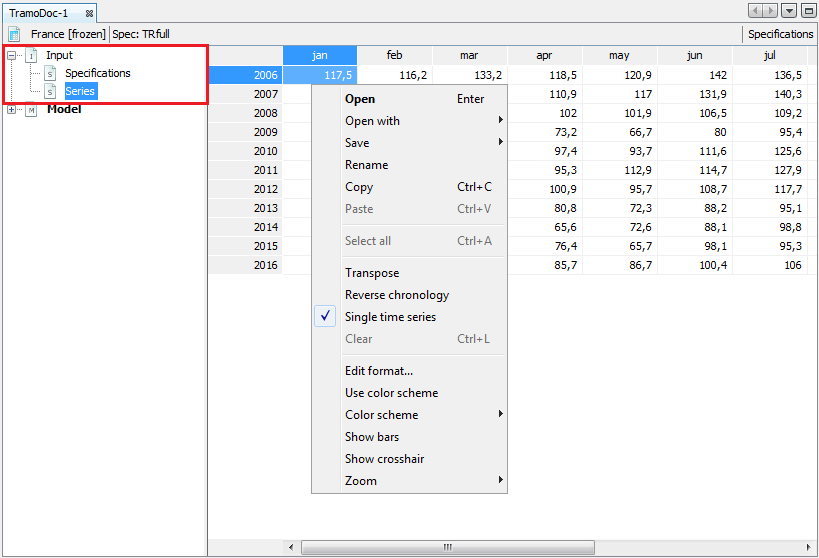 TramoDoc-1
France [frozen] Spec: TRfull Specifications
Input
Specifications
Series
Model
jan feb mar apr may jun jul
2006 117,5 116,2 133,2 118,5 120,9 142 136,5
2007 110,9 117 131,9 140,3
2008 102 101,9 106,5 109,2
2009 73,2 66,7 80 95,4
2010 97,4 93,7 111,6 125,6
2011 95,3 112,9 114,7 127,9
2012 100,9 95,7 108,7 117,7
2013 80,8 72,3 88,2 95,1
2014 65,6 72,6 88,1 98,8
2015 76,4 65,7 98,1 95,3
2016 85,7 86,7 100,4 106
Open Enter
Open with
Save
Rename
Copy Ctrl+C
Paste Ctrl+V
Select all Ctrl+A
Transpose
Reverse chronology
Single time series
Clear Ctrl+L
Edit format...
Use color scheme
Color scheme
Show bars
Show crosshair
Zoom